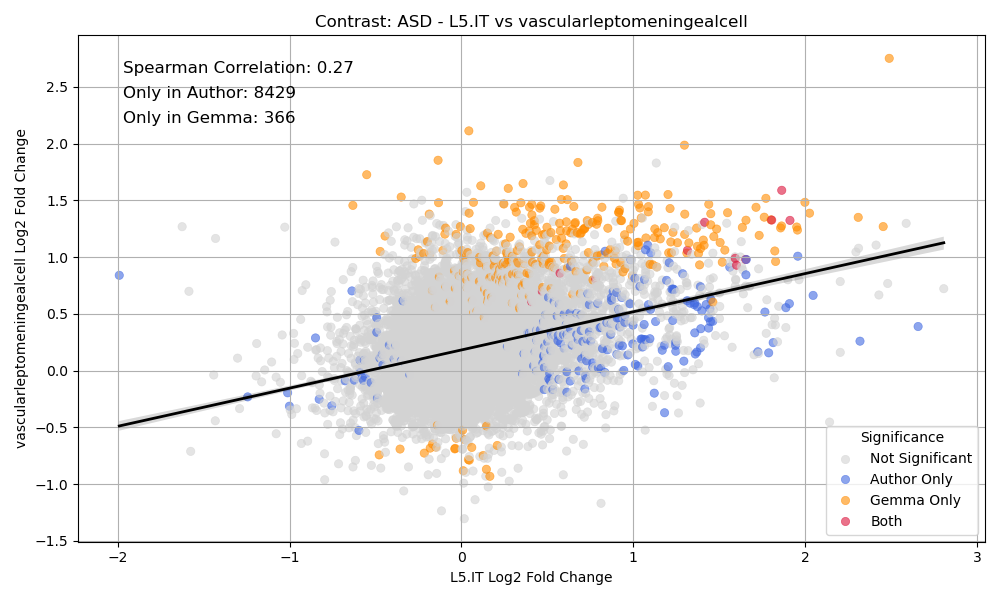 Contrast: ASD - L5.IT vs vascularleptomeningealcell
Spearman Correlation: 0.27
Only in Author: 8429
Only in Gemma: 366
vascularleptomeningealcell Log2 Fold Change
2.5
2.0
1.5
1.0
0.5
0.0
−0.5
−1.0
−1.5
Significance
Not Significant
Author Only
Gemma Only
Both
−2
−1
0
1
2
3
L5.IT Log2 Fold Change